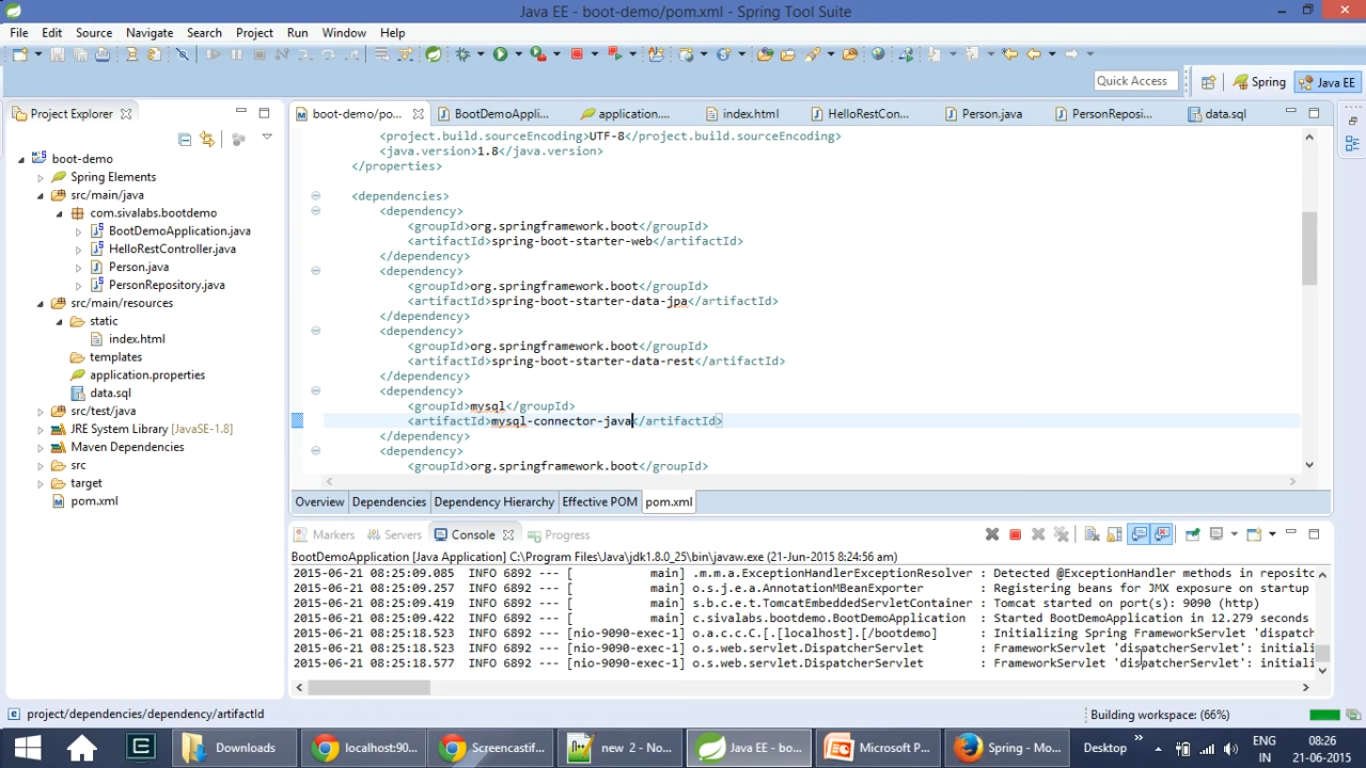 Java EE - boot-demo/pom.xml - Spring Tool Suite
File Edit Source Navigate Search Project Run Window Help
Quick Access Spring Java EE
Project Explorer
boot-demo/po... BootDemoAppli... application.... index.html HelloRestCon... Person.java PersonReposi... data.sql
boot-demo
Spring Elements
src/main/java
com.sivalabs.bootdemo
BootDemoApplication.java
HelloRestController.java
Person.java
PersonRepository.java
src/main/resources
static
index.html
templates
application.properties
data.sql
src/test/java
JRE System Library [JavaSE-1.8]
Maven Dependencies
src
target
pom.xml
<project.build.sourceEncoding>UTF-8</project.build.sourceEncoding>
<java.version>1.8</java.version>
</properties>
<dependencies>
<dependency>
<groupId>org.springframework.boot</groupId>
<artifactId>spring-boot-starter-web</artifactId>
</dependency>
<dependency>
<groupId>org.springframework.boot</groupId>
<artifactId>spring-boot-starter-data-jpa</artifactId>
</dependency>
<dependency>
<groupId>org.springframework.boot</groupId>
<artifactId>spring-boot-starter-data-rest</artifactId>
</dependency>
<dependency>
<groupId>mysql</groupId>
<artifactId>mysql-connector-java</artifactId>
</dependency>
<dependency>
<groupId>org.springframework.boot</groupId>
Overview Dependencies Dependency Hierarchy Effective POM pom.xml
Markers Servers Console Progress
BootDemoApplication [Java Application] C:\Program Files\Java\jdk1.8.0_25\bin\javaw.exe (21-Jun-2015 8:24:56 am)
2015-06-21 08:25:09.085 INFO 6892 --- [ main] .m.m.a.ExceptionHandlerExceptionResolver : Detected @ExceptionHandler methods in reposito
2015-06-21 08:25:09.257 INFO 6892 --- [ main] o.s.j.e.a.AnnotationMBeanExporter : Registering beans for JMX exposure on startup
2015-06-21 08:25:09.419 INFO 6892 --- [ main] s.b.c.e.t.TomcatEmbeddedServletContainer : Tomcat started on port(s): 9090 (http)
2015-06-21 08:25:09.422 INFO 6892 --- [ main] c.sivalabs.bootdemo.BootDemoApplication : Started BootDemoApplication in 12.279 seconds
2015-06-21 08:25:18.523 INFO 6892 --- [nio-9090-exec-1] o.a.c.c.C.[.[localhost].[/bootdemo] : Initializing Spring FrameworkServlet 'dispatch
2015-06-21 08:25:18.523 INFO 6892 --- [nio-9090-exec-1] o.s.web.servlet.DispatcherServlet : FrameworkServlet 'dispatcherServlet': initiali
2015-06-21 08:25:18.577 INFO 6892 --- [nio-9090-exec-1] o.s.web.servlet.DispatcherServlet : FrameworkServlet 'dispatcherServlet': initiali
project/dependencies/dependency/artifactId Building workspace: (66%)
Downloads localhost:90... Screencastif... new 2 - No... Java EE - bo... Microsoft P... Spring - Mo... Desktop ENG 08:26
IN 21-06-2015